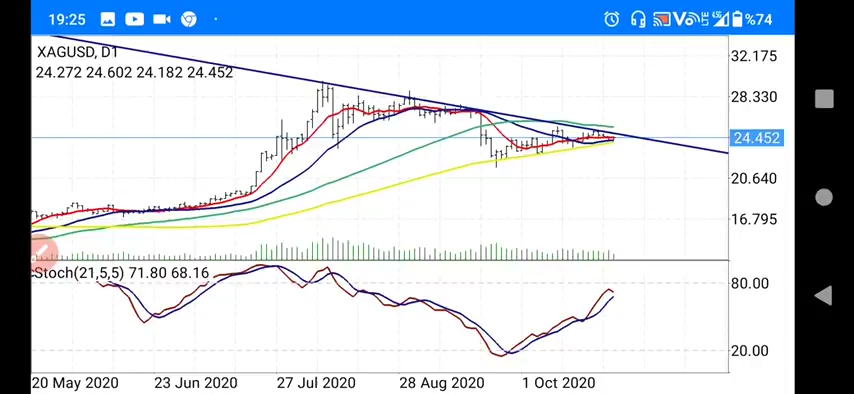 19:25
%74
XAGUSD, D1
24.272 24.602 24.182 24.452
32.175
28.330
24.452
20.640
16.795
Stoch(21,5,5) 71.80 68.16
80.00
20.00
20 May 2020 23 Jun 2020 27 Jul 2020 28 Aug 2020 1 Oct 2020